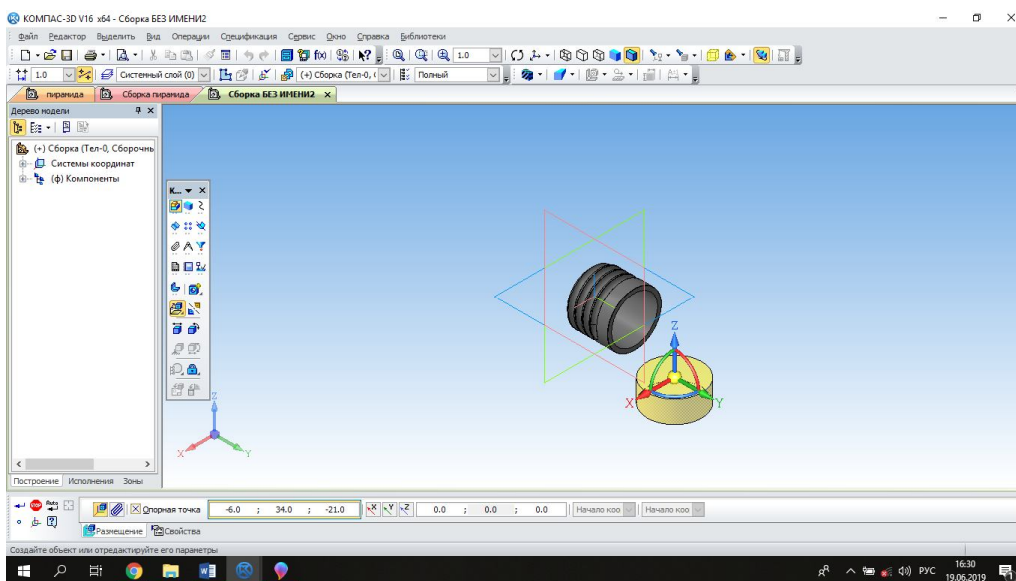 КОМПАС-3D V16 x64 - Сборка БЕЗ ИМЕНИ2
Файл Редактор Выделить Вид Операции Спецификация Сервис Окно Справка Библиотеки
1.0
1.0 Системный слой (0) (+) Сборка (Тел-0, ( Полный
пирамида Сборка пирамида Сборка БЕЗ ИМЕНИ2
Дерево модели
(+) Сборка (Тел-0, Сборочнь
Системы координат
(ф) Компоненты
К...
Z
X
Y
Z
X
Y
Построение Исполнения Зоны
STOP Auto Опорная точка -6.0 ; 34.0 ; -21.0 X Y Z 0.0 ; 0.0 ; 0.0 Начало коо Начало коо
Размещение Свойства
Создайте объект или отредактируйте его параметры
РУС 16:30
19.06.2019